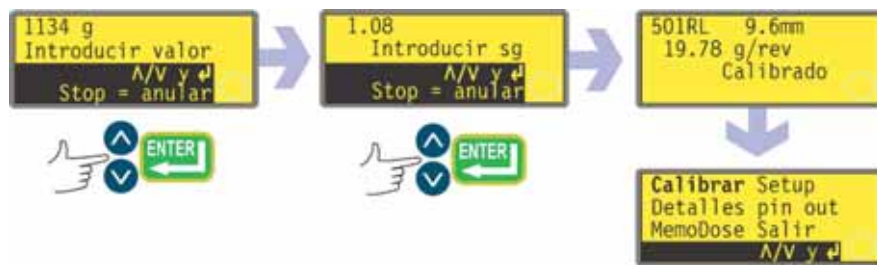 1134 g
Introducir valor
Λ/V y ↵
Stop = anular
ENTER
1.08
Introducir sg
Λ/V y ↵
Stop = anular
ENTER
501RL 9.6mm
19.78 g/rev
Calibrado
Calibrar Setup
Detalles pin out
MemoDose Salir
Λ/V y ↵